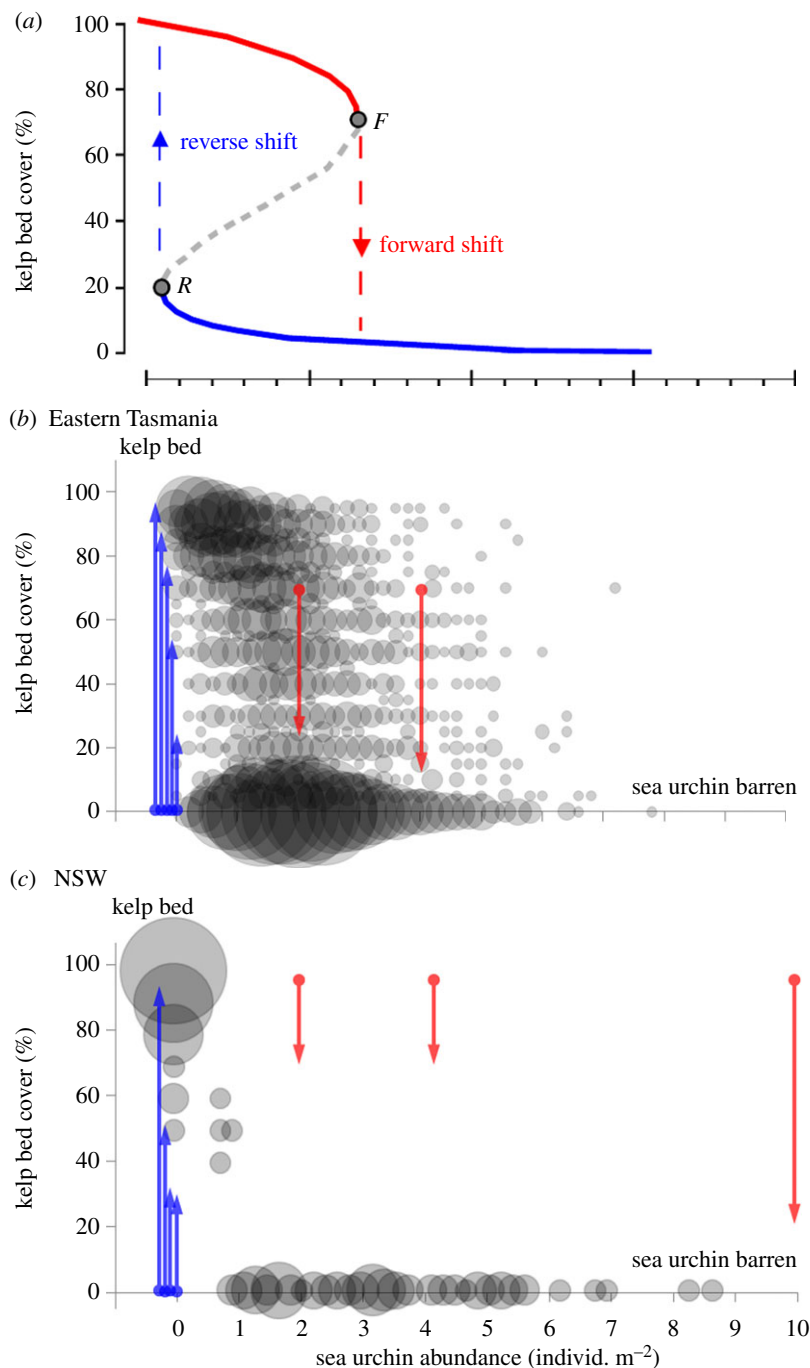 (a)
100
80
60
40
20
0
kelp bed cover (%)
F
reverse shift
forward shift
R
(b) Eastern Tasmania
kelp bed
100
80
60
40
20
0
kelp bed cover (%)
sea urchin barren
(c) NSW
kelp bed
100
80
60
40
20
0
kelp bed cover (%)
sea urchin barren
0 1 2 3 4 5 6 7 8 9 10
sea urchin abundance (individ. m⁻²)